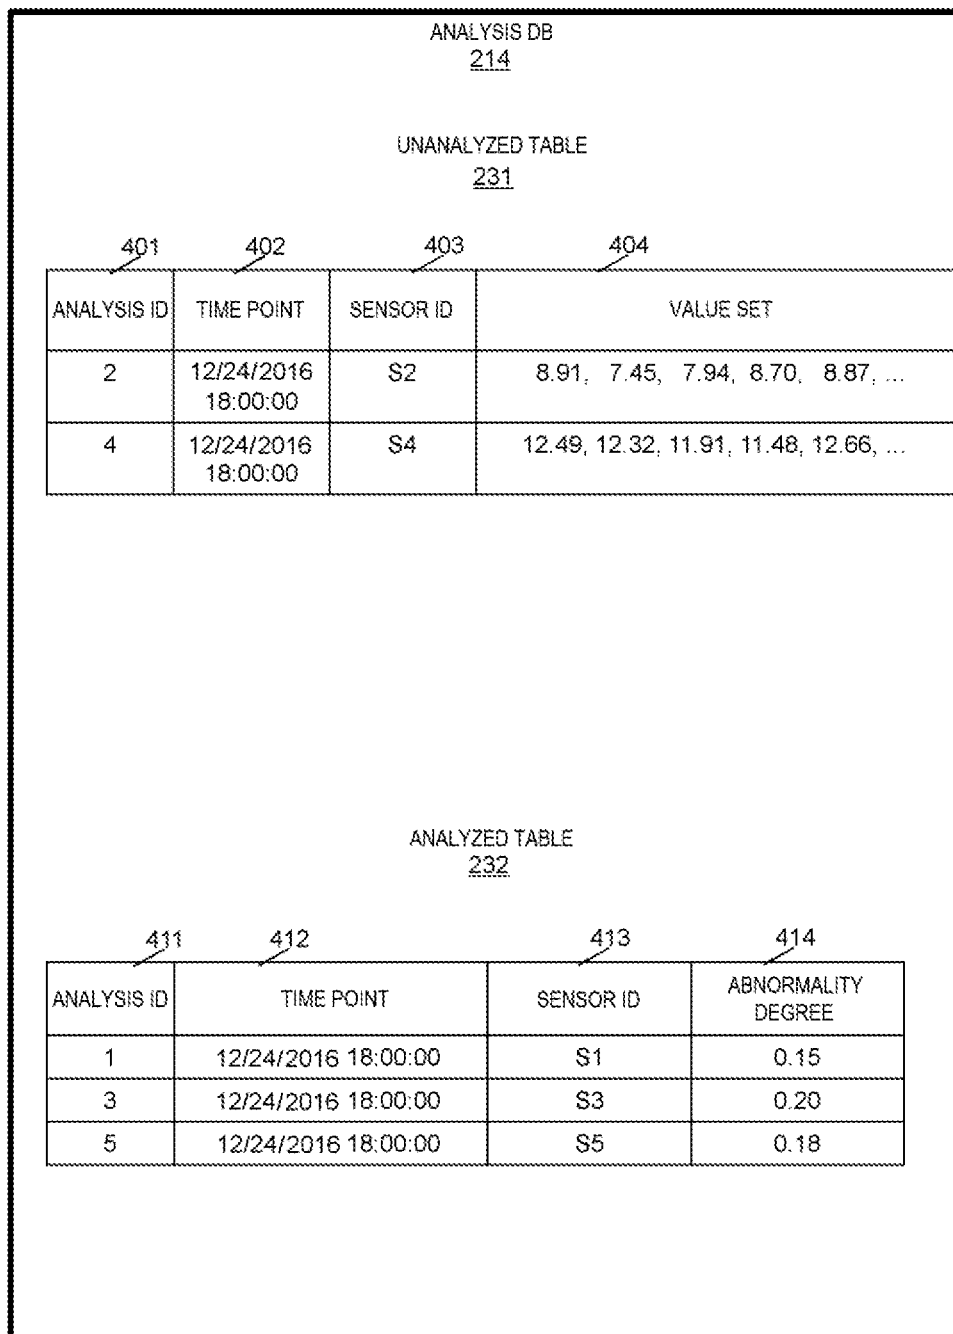 ANALYSIS DB
214
UNANALYZED TABLE
231
401 402 403 404
ANALYSIS ID TIME POINT SENSOR ID VALUE SET
2 12/24/2016 18:00:00 S2 8.91, 7.45, 7.94, 8.70, 8.87, ...
4 12/24/2016 18:00:00 S4 12.49, 12.32, 11.91, 11.48, 12.66, ...
ANALYZED TABLE
232
411 412 413 414
ANALYSIS ID TIME POINT SENSOR ID ABNORMALITY DEGREE
1 12/24/2016 18:00:00 S1 0.15
3 12/24/2016 18:00:00 S3 0.20
5 12/24/2016 18:00:00 S5 0.18